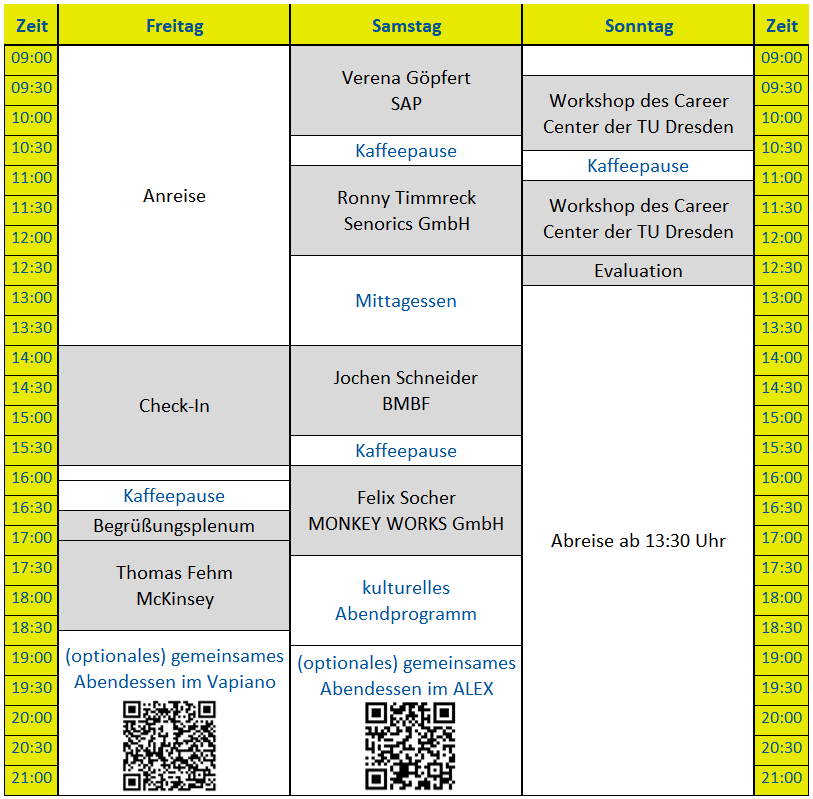 Zeit Freitag Samstag Sonntag Zeit
09:00 09:00
09:30 09:30
10:00 10:00
10:30 10:30
11:00 11:00
11:30 11:30
12:00 12:00
12:30 12:30
13:00 13:00
13:30 13:30
14:00 14:00
14:30 14:30
15:00 15:00
15:30 15:30
16:00 16:00
16:30 16:30
17:00 17:00
17:30 17:30
18:00 18:00
18:30 18:30
19:00 19:00
19:30 19:30
20:00 20:00
20:30 20:30
21:00 21:00
Anreise
Check-In
Kaffeepause
Begrüßungsplenum
Thomas Fehm
McKinsey
(optionales) gemeinsames
Abendessen im Vapiano
Verena Göpfert
SAP
Kaffeepause
Ronny Timmreck
Senorics GmbH
Mittagessen
Jochen Schneider
BMBF
Kaffeepause
Felix Socher
MONKEY WORKS GmbH
kulturelles
Abendprogramm
(optionales) gemeinsames
Abendessen im ALEX
Workshop des Career
Center der TU Dresden
Kaffeepause
Workshop des Career
Center der TU Dresden
Evaluation
Abreise ab 13:30 Uhr